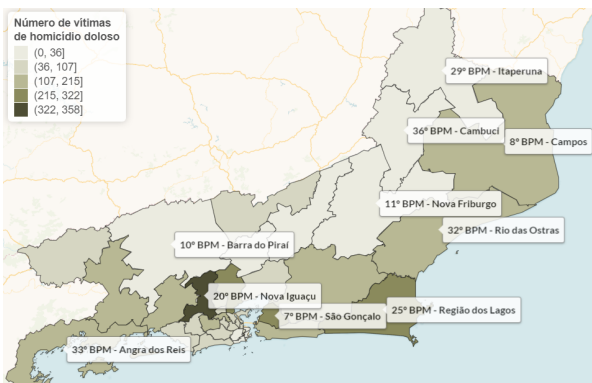 Número de vítimas
de homicídio doloso
(0, 36]
(36, 107]
(107, 215]
(215, 322]
(322, 358]
29º BPM - Itaperuna
36º BPM - Cambuci
8º BPM - Campos
11º BPM - Nova Friburgo
32º BPM - Rio das Ostras
10º BPM - Barra do Piraí
20º BPM - Nova Iguaçu
25º BPM - Região dos Lagos
7º BPM - São Gonçalo
33º BPM - Angra dos Reis